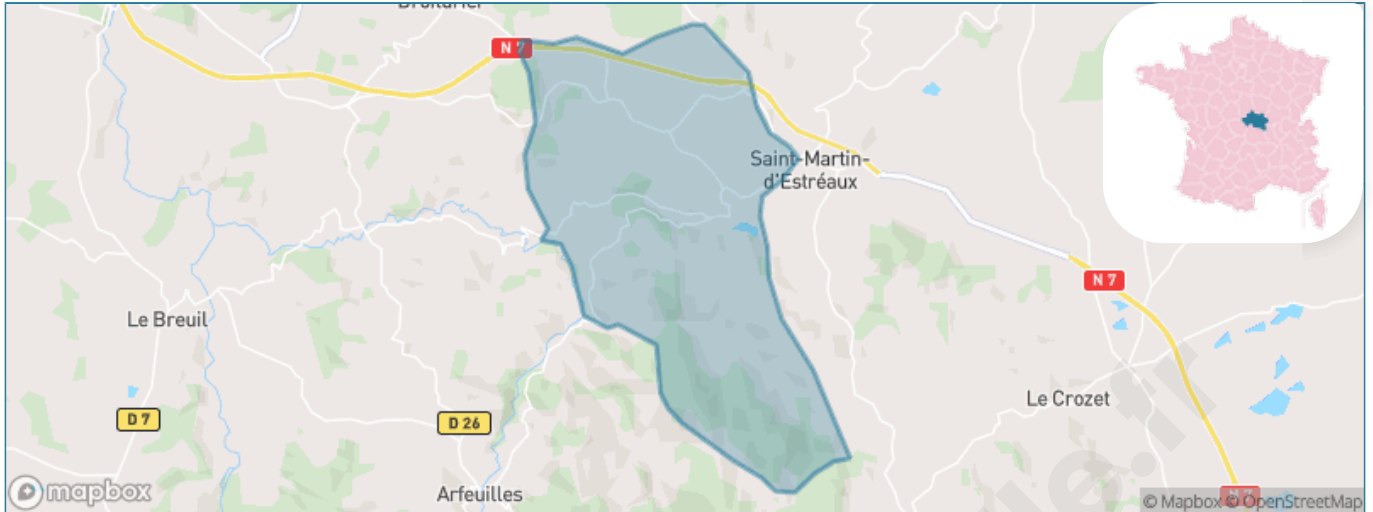 N 7
Saint-Martin-
d'Estréaux
N 7
Le Breuil
Le Crozet
D 7
D 26
Arfeuilles
mapbox
© Mapbox © OpenStreetMap